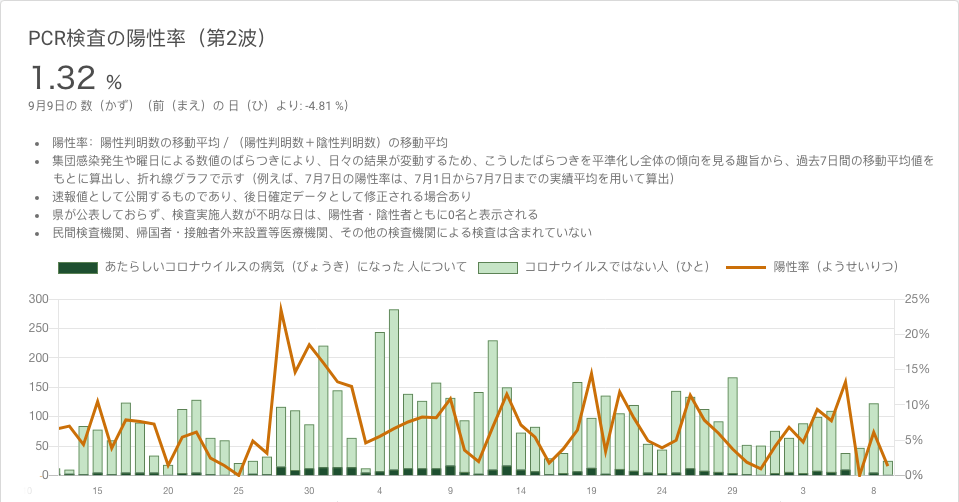 PCR検査の陽性率（第2波）
1.32 %
9月9日の 数（かず）（前（まえ）の 日（ひ）より: -4.81 %）
• 陽性率：陽性判明数の移動平均 / （陽性判明数＋陰性判明数）の移動平均
• 集団感染発生や曜日による数値のばらつきにより、日々の結果が変動するため、こうしたばらつきを平準化し全体の傾向を見る趣旨から、過去7日間の移動平均値を
もとに算出し、折れ線グラフで示す（例えば、7月7日の陽性率は、7月1日から7月7日までの実績平均を用いて算出）
• 速報値として公開するものであり、後日確定データとして修正される場合あり
• 県が公表しておらず、検査実施人数が不明な日は、陽性者・陰性者ともに0名と表示される
• 民間検査機関、帰国者・接触者外来設置等医療機関、その他の検査機関による検査は含まれていない
あたらしいコロナウイルスの病気（びょうき）になった 人について コロナウイルスではない人（ひと） 陽性率（ようせいりつ）
300 25%
250 20%
200 15%
150
100 10%
50 5%
0 0%
0 15 20 25 30 4 9 14 19 24 29 3 8